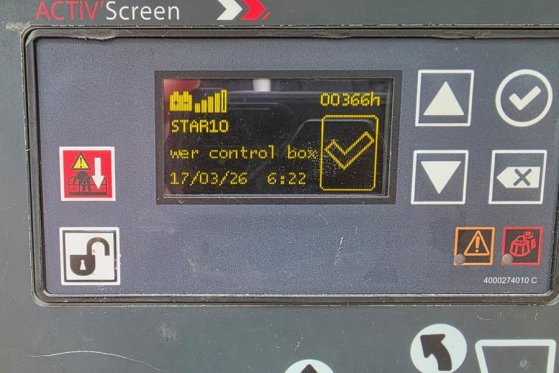 ACTIV'Screen
00366h
STAR10
wer control box
17/03/26 6:22
4000274010 C